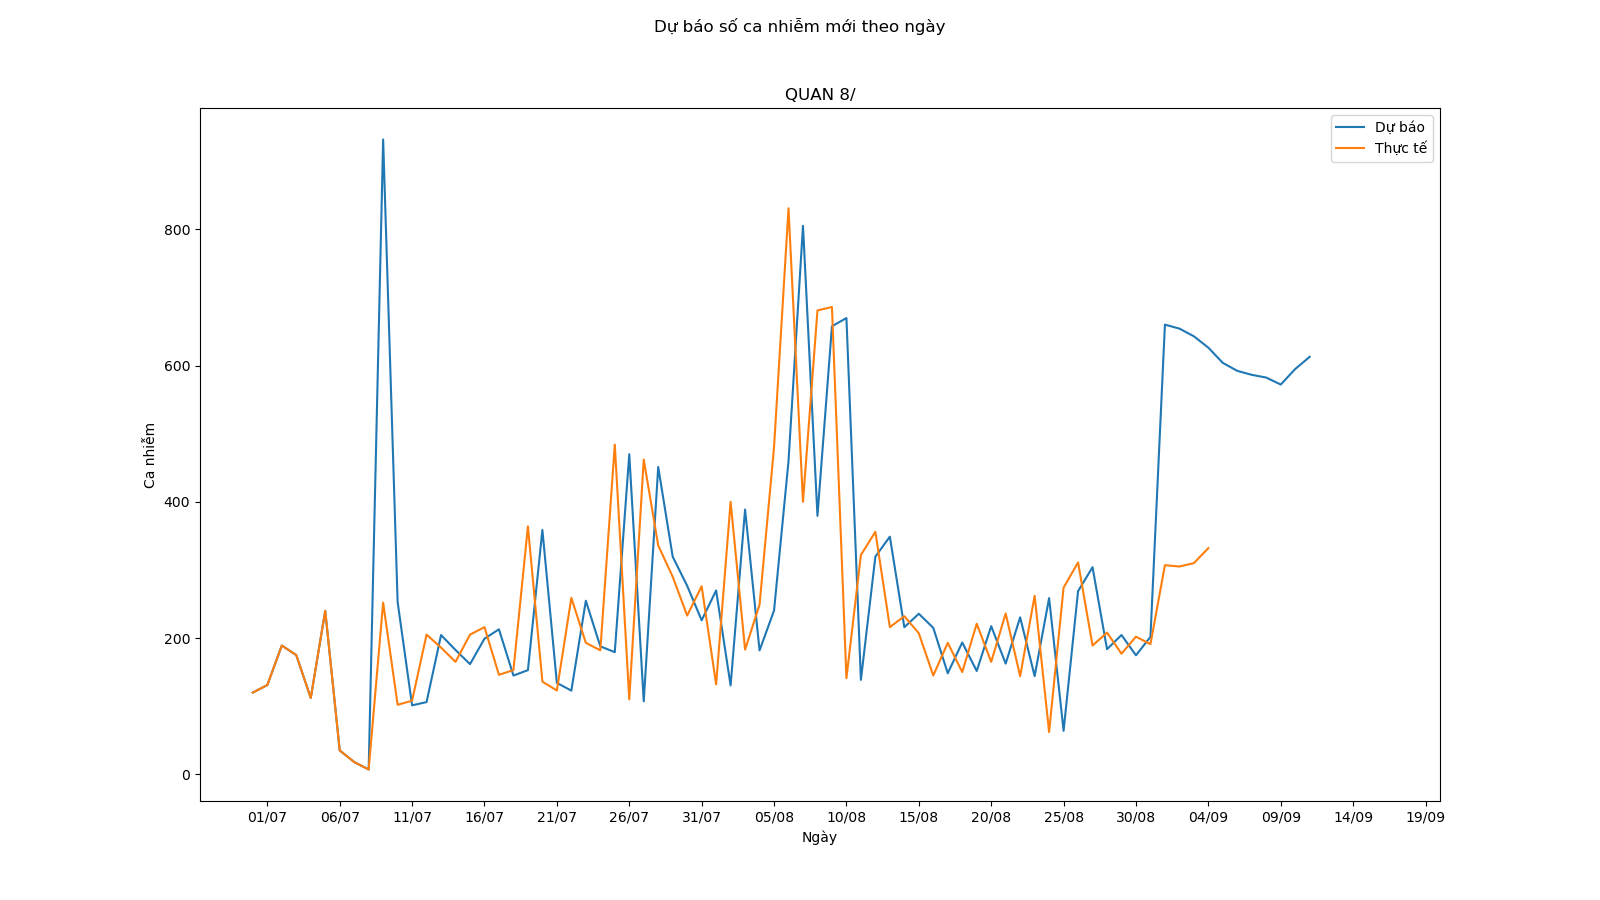 Dự báo số ca nhiễm mới theo ngày
QUAN 8/
Dự báo
Thực tế
800
600
400
200
0
Ca nhiễm
01/07 06/07 11/07 16/07 21/07 26/07 31/07 05/08 10/08 15/08 20/08 25/08 30/08 04/09 09/09 14/09 19/09
Ngày